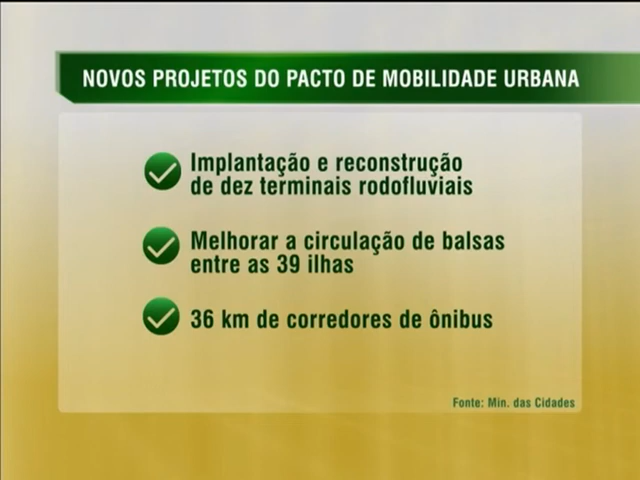 NOVOS PROJETOS DO PACTO DE MOBILIDADE URBANA
Implantação e reconstrução
de dez terminais rodofluviais
Melhorar a circulação de balsas
entre as 39 ilhas
36 km de corredores de ônibus
Fonte: Min. das Cidades